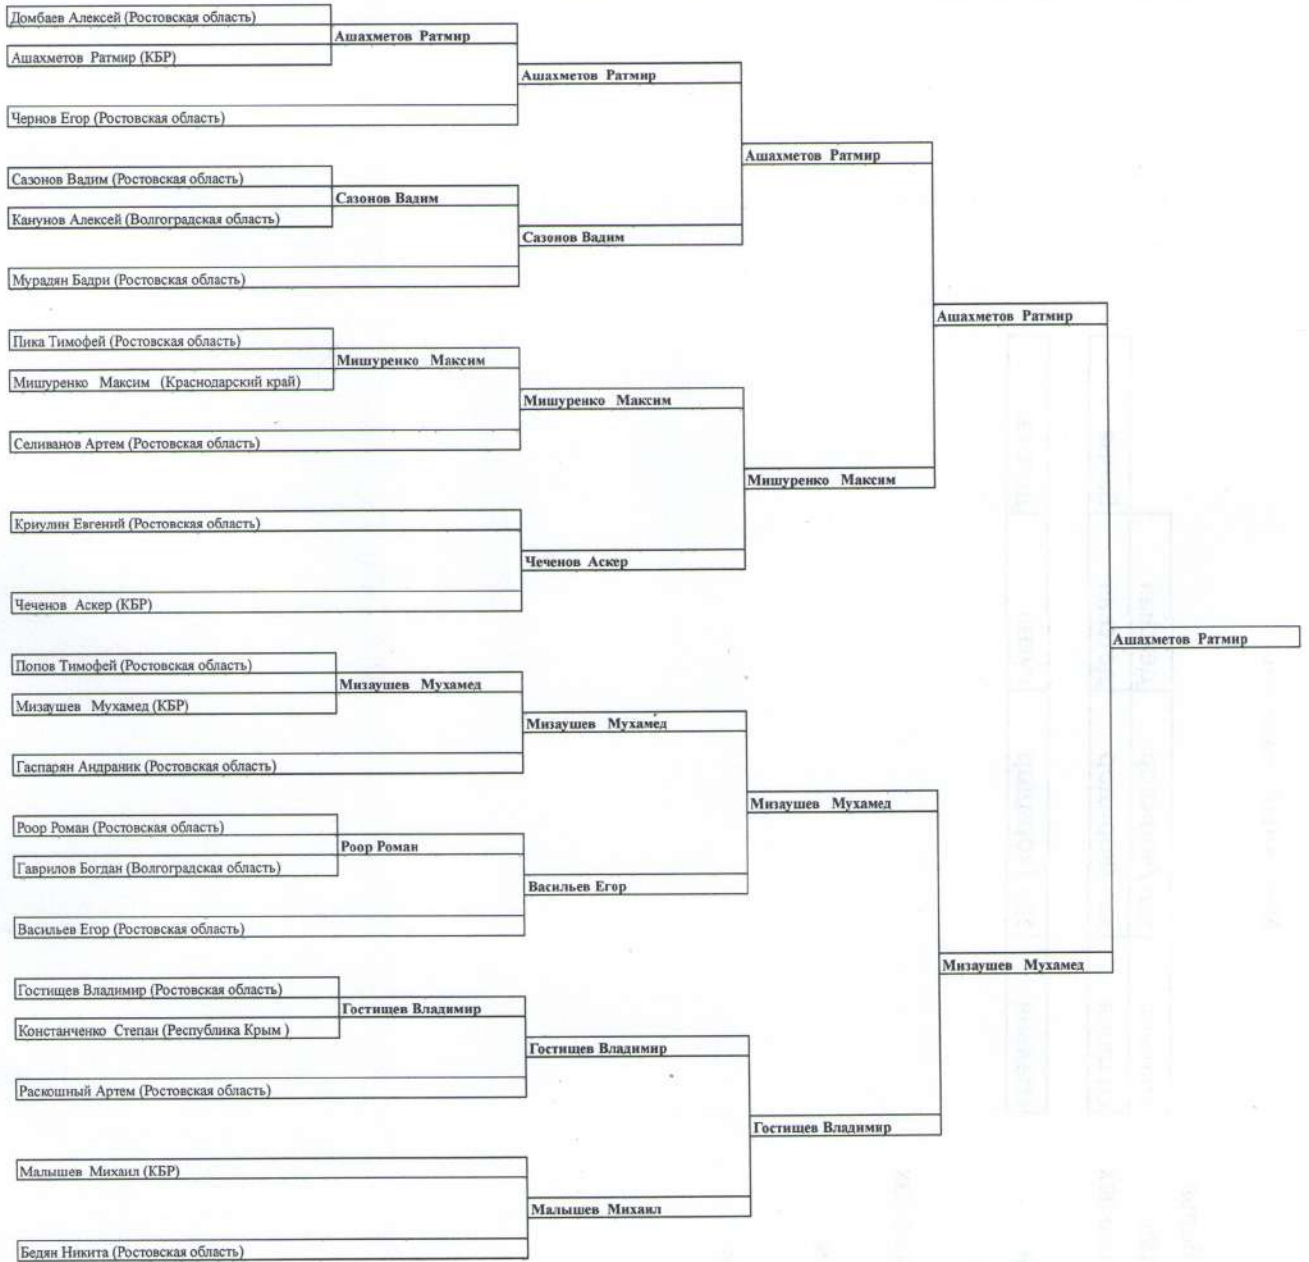 Домбаев Алексей (Ростовская область)
Ашахметов Ратмир
Ашахметов Ратмир (КБР)
Ашахметов Ратмир
Чернов Егор (Ростовская область)
Ашахметов Ратмир
Сазонов Вадим (Ростовская область)
Сазонов Вадим
Канунов Алексей (Волгоградская область)
Сазонов Вадим
Мурадян Бадри (Ростовская область)
Ашахметов Ратмир
Пика Тимофей (Ростовская область)
Мишуренко Максим
Мишуренко Максим (Краснодарский край)
Мишуренко Максим
Селиванов Артем (Ростовская область)
Мишуренко Максим
Криулин Евгений (Ростовская область)
Чеченов Аскер
Чеченов Аскер (КБР)
Ашахметов Ратмир
Попов Тимофей (Ростовская область)
Мизаушев Мухамед
Мизаушев Мухамед (КБР)
Мизаушев Мухамед
Гаспарян Андраник (Ростовская область)
Мизаушев Мухамед
Роор Роман (Ростовская область)
Роор Роман
Гаврилов Богдан (Волгоградская область)
Васильев Егор
Васильев Егор (Ростовская область)
Мизаушев Мухамед
Гостищев Владимир (Ростовская область)
Гостищев Владимир
Констанченко Степан (Республика Крым )
Гостищев Владимир
Раскошный Артем (Ростовская область)
Гостищев Владимир
Малышев Михаил (КБР)
Малышев Михаил
Бедян Никита (Ростовская область)